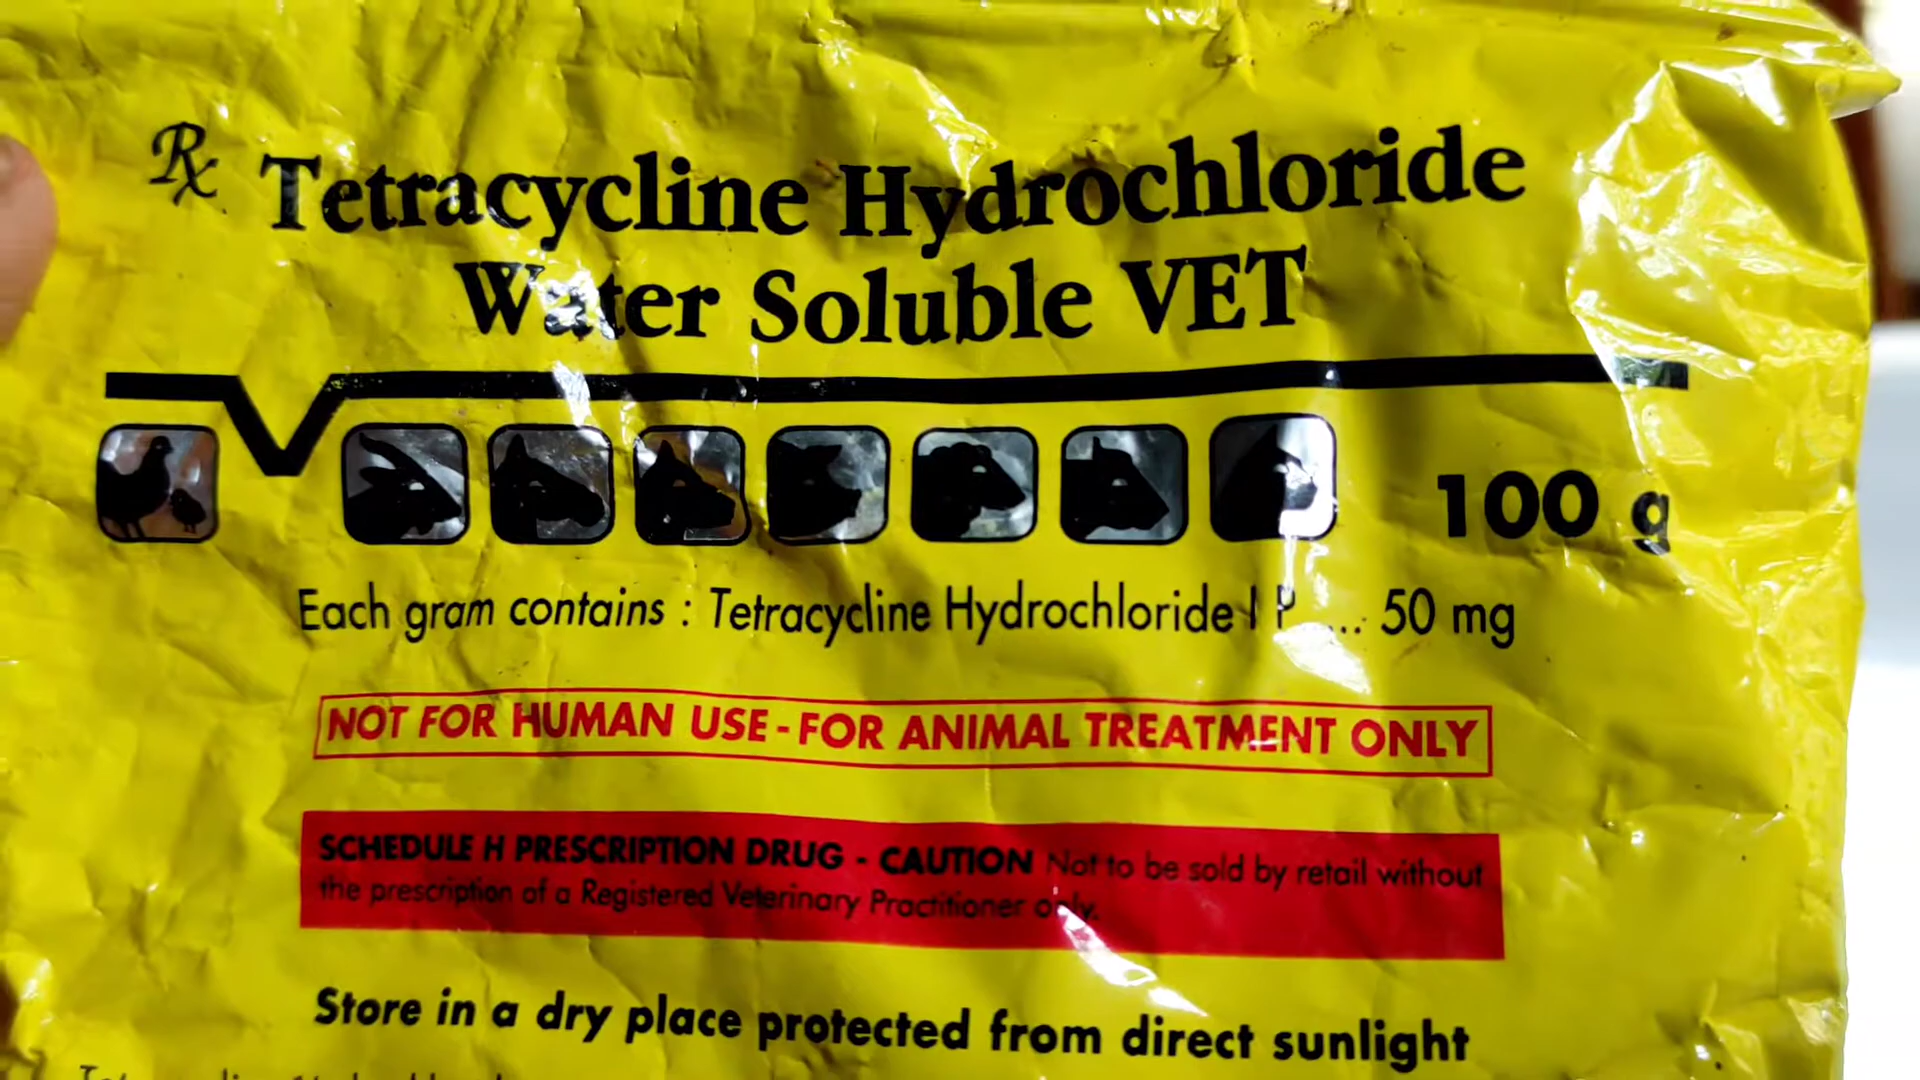 Rx Tetracycline Hydrochloride
Water Soluble VET
100 g
Each gram contains : Tetracycline Hydrochloride I P .... 50 mg
NOT FOR HUMAN USE - FOR ANIMAL TREATMENT ONLY
SCHEDULE H PRESCRIPTION DRUG - CAUTION Not to be sold by retail without
the prescription of a Registered Veterinary Practitioner only.
Store in a dry place protected from direct sunlight